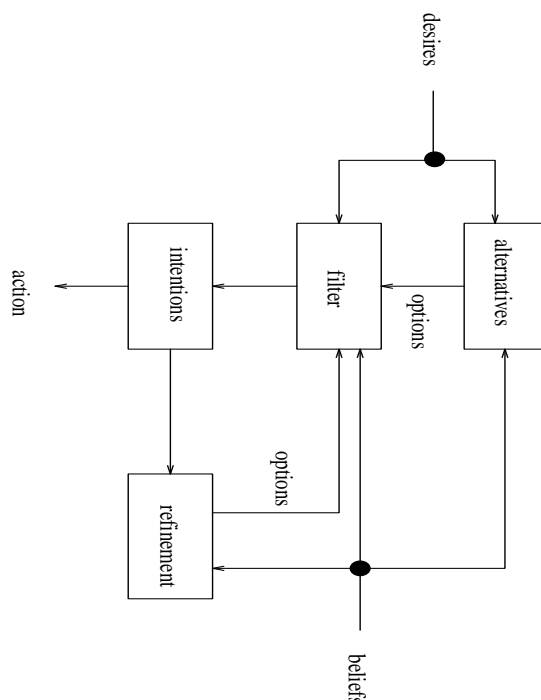 desires
alternatives
options
filter
intentions
action
options
refinement
beliefs